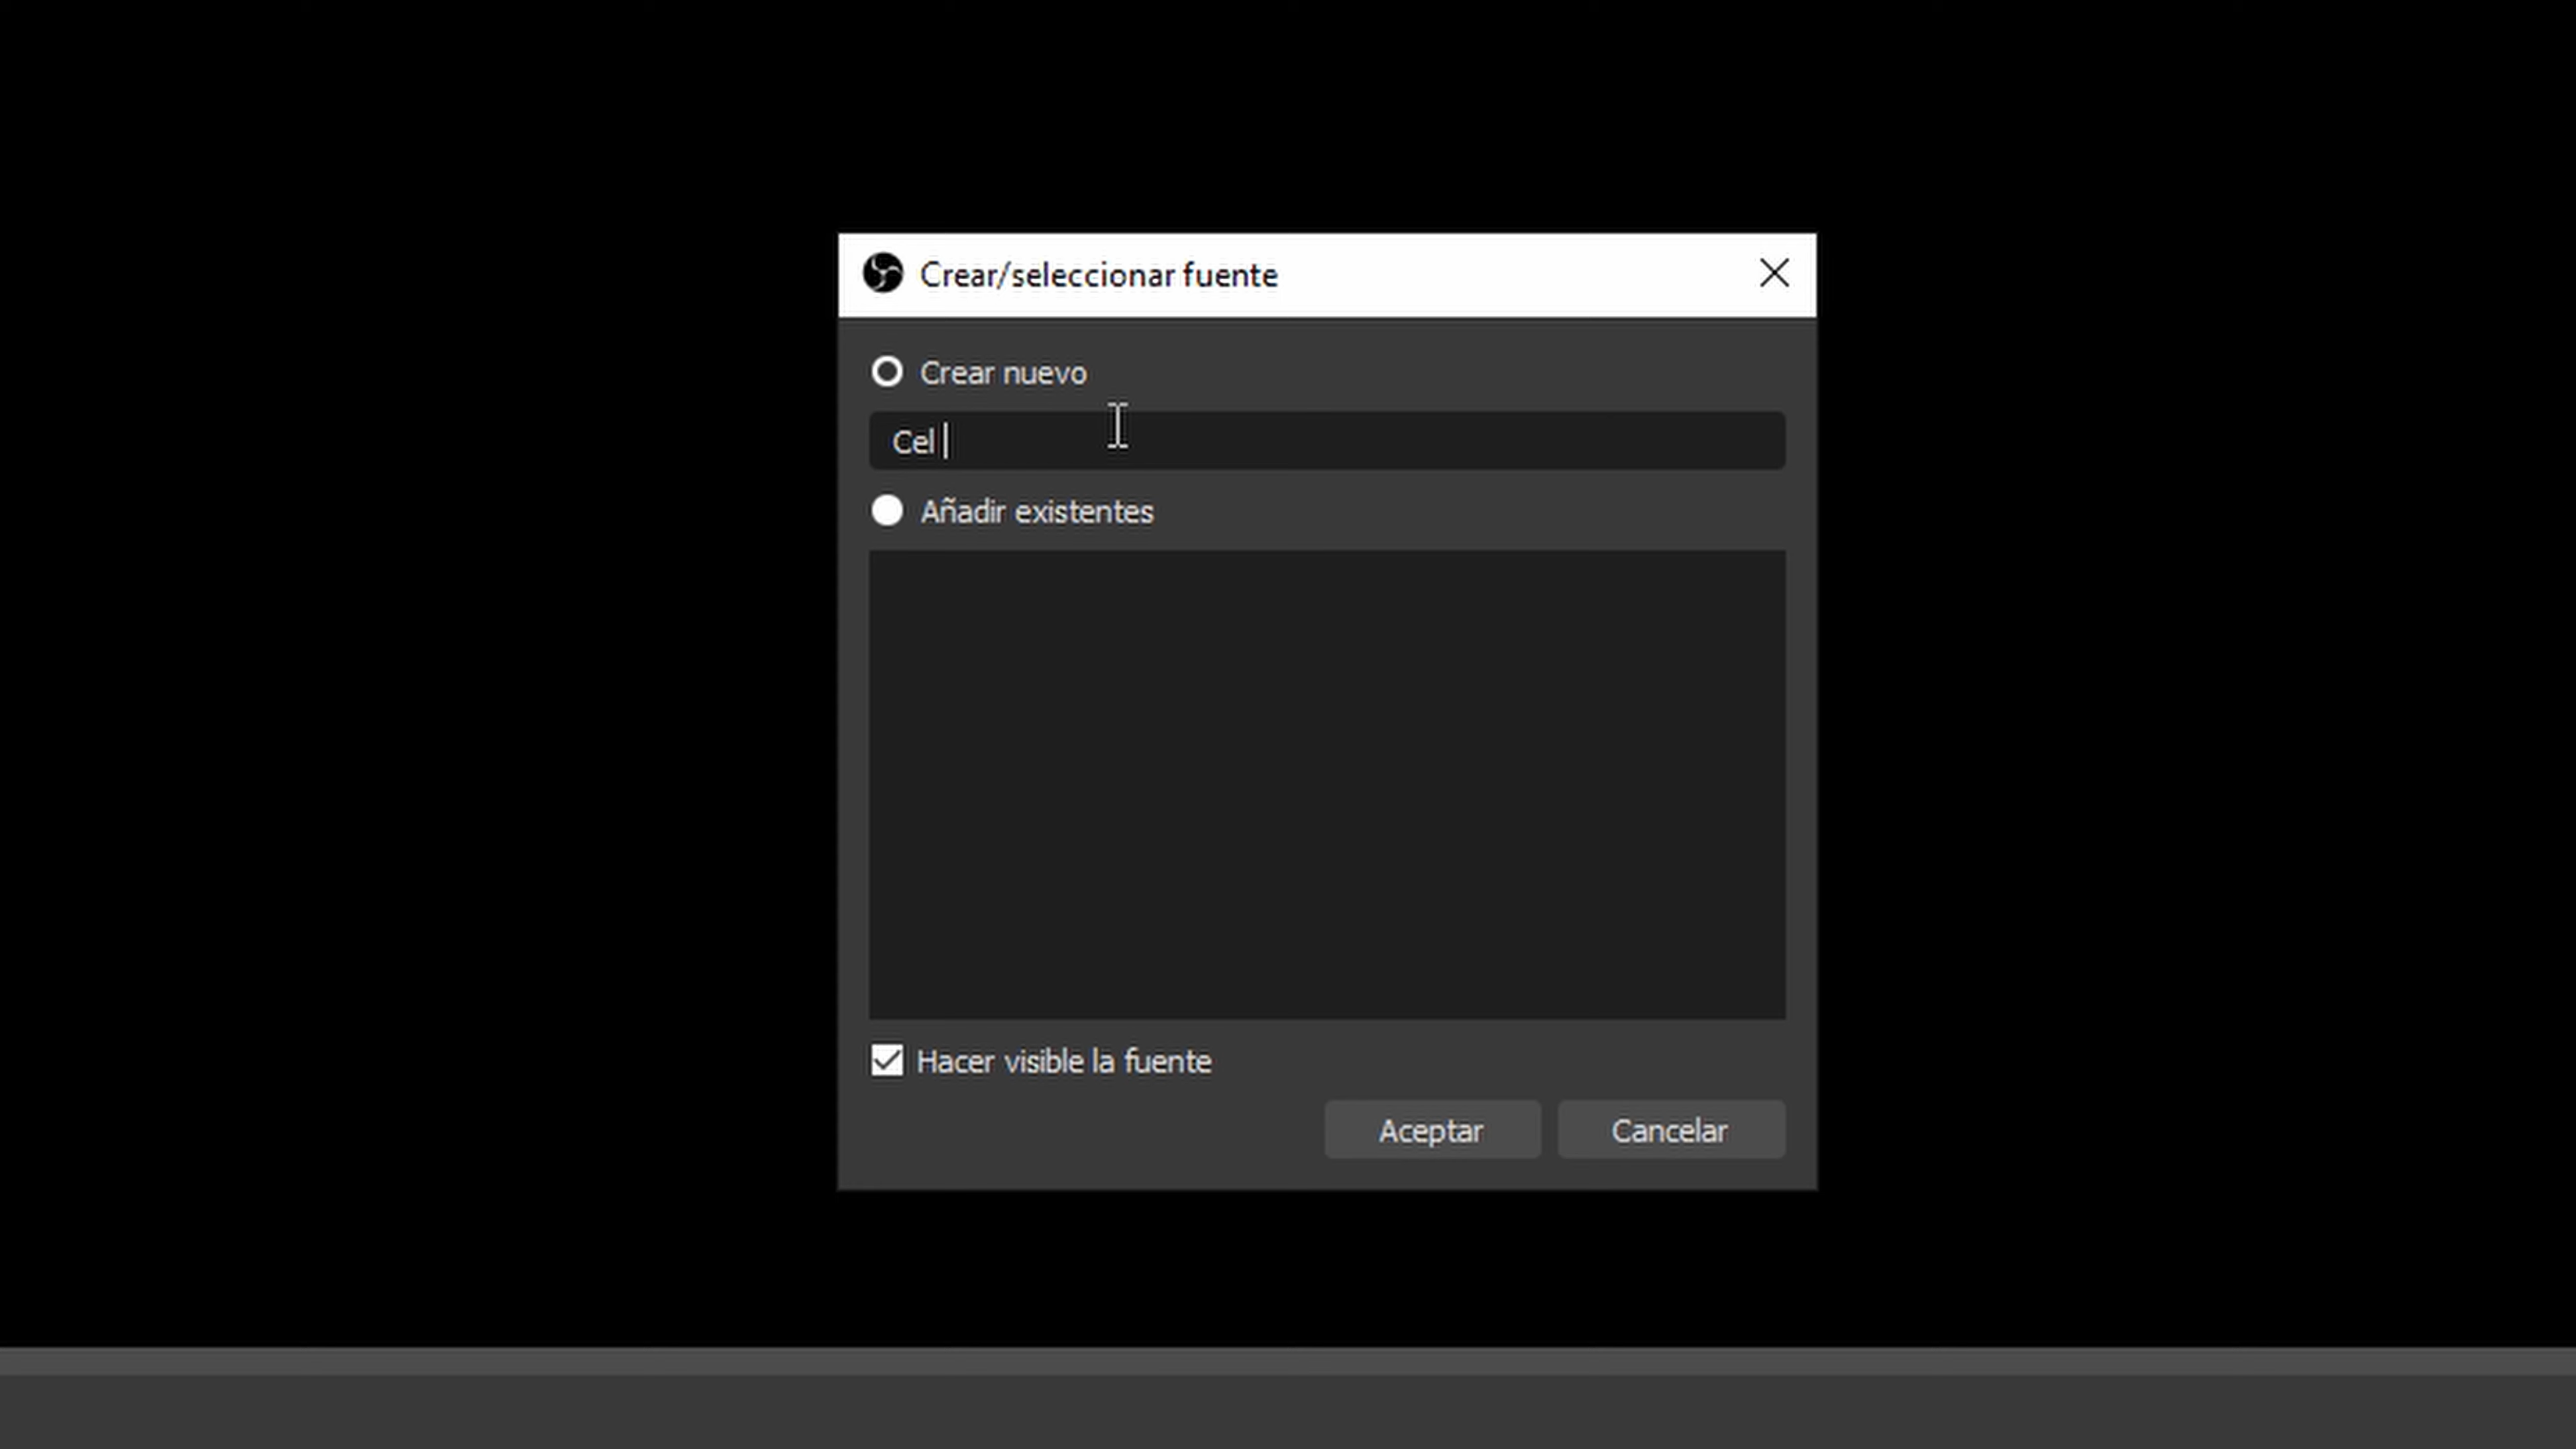 Crear/seleccionar fuente
Crear nuevo
Cel
Añadir existentes
Hacer visible la fuente
Aceptar
Cancelar